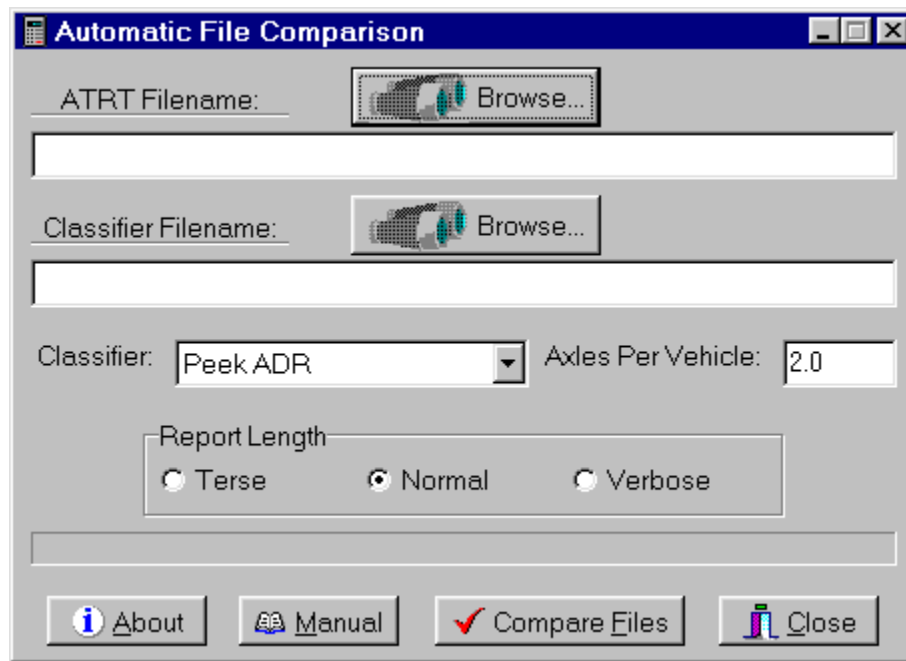 Automatic File Comparison
ATRT Filename: Browse...
Classifier Filename: Browse...
Classifier: Peek ADR Axles Per Vehicle: 2.0
Report Length
Terse Normal Verbose
About Manual Compare Files Close